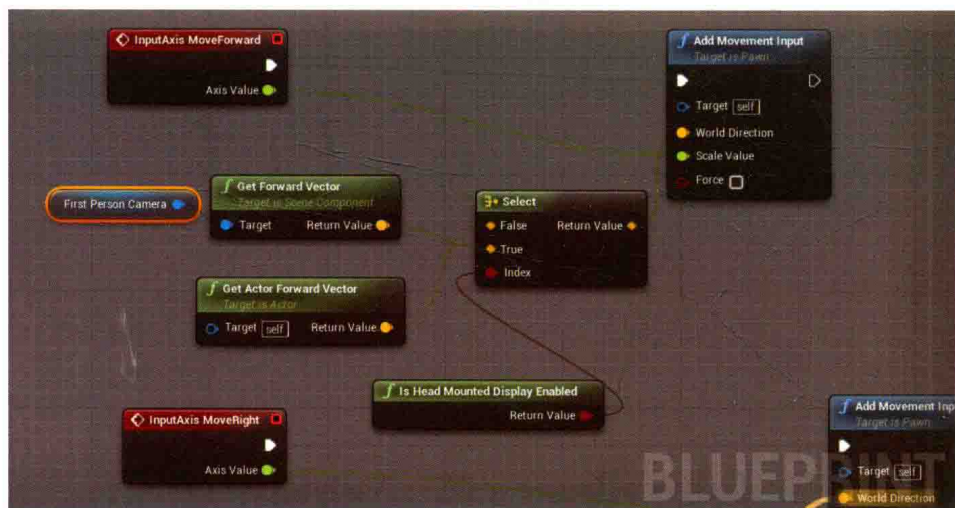 InputAxis MoveForward
Axis Value
Add Movement Input
Target is Pawn
Target self
World Direction
Scale Value
Force
First Person Camera
Get Forward Vector
Target is Scene Component
Target Return Value
Select
False Return Value
True
Index
Get Actor Forward Vector
Target is Actor
Target self Return Value
Is Head Mounted Display Enabled
Return Value
InputAxis MoveRight
Axis Value
Add Movement Inp
Target is Pawn
Target self
World Direction
BLUEPRINT